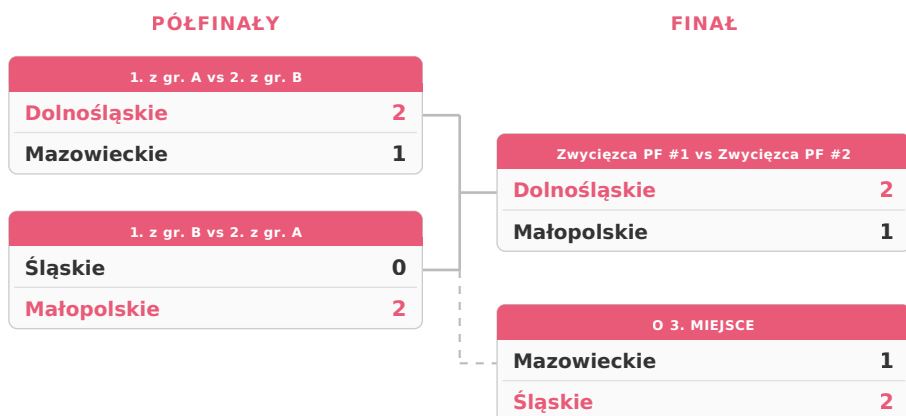 PÓŁFINAŁY
1. z gr. A vs 2. z gr. B
Dolnośląskie 2
Mazowieckie 1
1. z gr. B vs 2. z gr. A
Śląskie 0
Małopolskie 2
FINAŁ
Zwycięzca PF #1 vs Zwycięzca PF #2
Dolnośląskie 2
Małopolskie 1
O 3. MIEJSCE
Mazowieckie 1
Śląskie 2